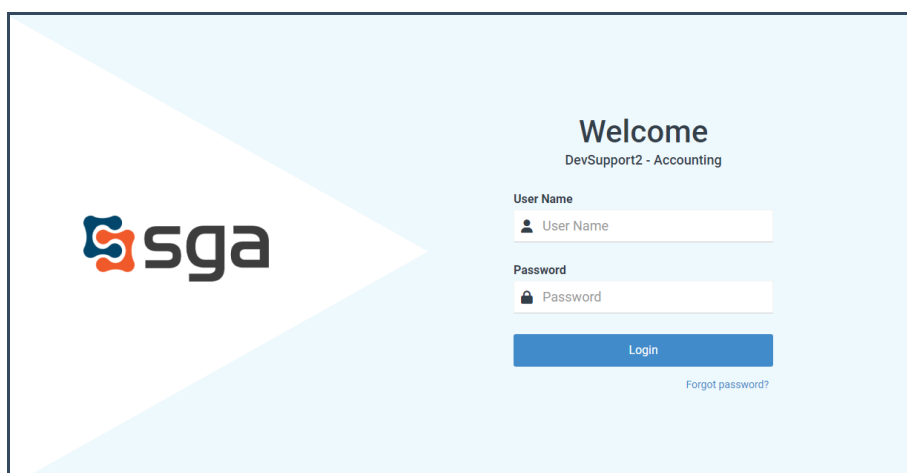 sga
Welcome
DevSupport2 - Accounting
User Name
User Name
Password
Password
Login
Forgot password?